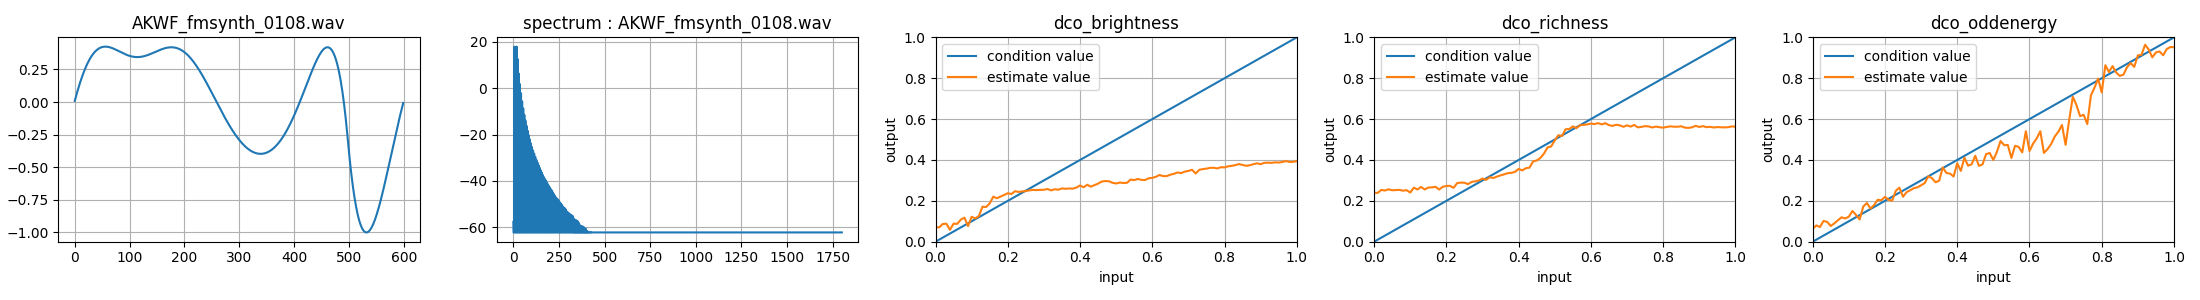 AKWF_fmsynth_0108.wav
0.25
0.00
−0.25
−0.50
−0.75
−1.00
0 100 200 300 400 500 600
spectrum : AKWF_fmsynth_0108.wav
20
0
−20
−40
−60
0 250 500 750 1000 1250 1500 1750
dco_brightness
condition value
estimate value
output
1.0
0.8
0.6
0.4
0.2
0.0
0.0 0.2 0.4 0.6 0.8 1.0
input
dco_richness
condition value
estimate value
output
1.0
0.8
0.6
0.4
0.2
0.0
0.0 0.2 0.4 0.6 0.8 1.0
input
dco_oddenergy
condition value
estimate value
output
1.0
0.8
0.6
0.4
0.2
0.0
0.0 0.2 0.4 0.6 0.8 1.0
input